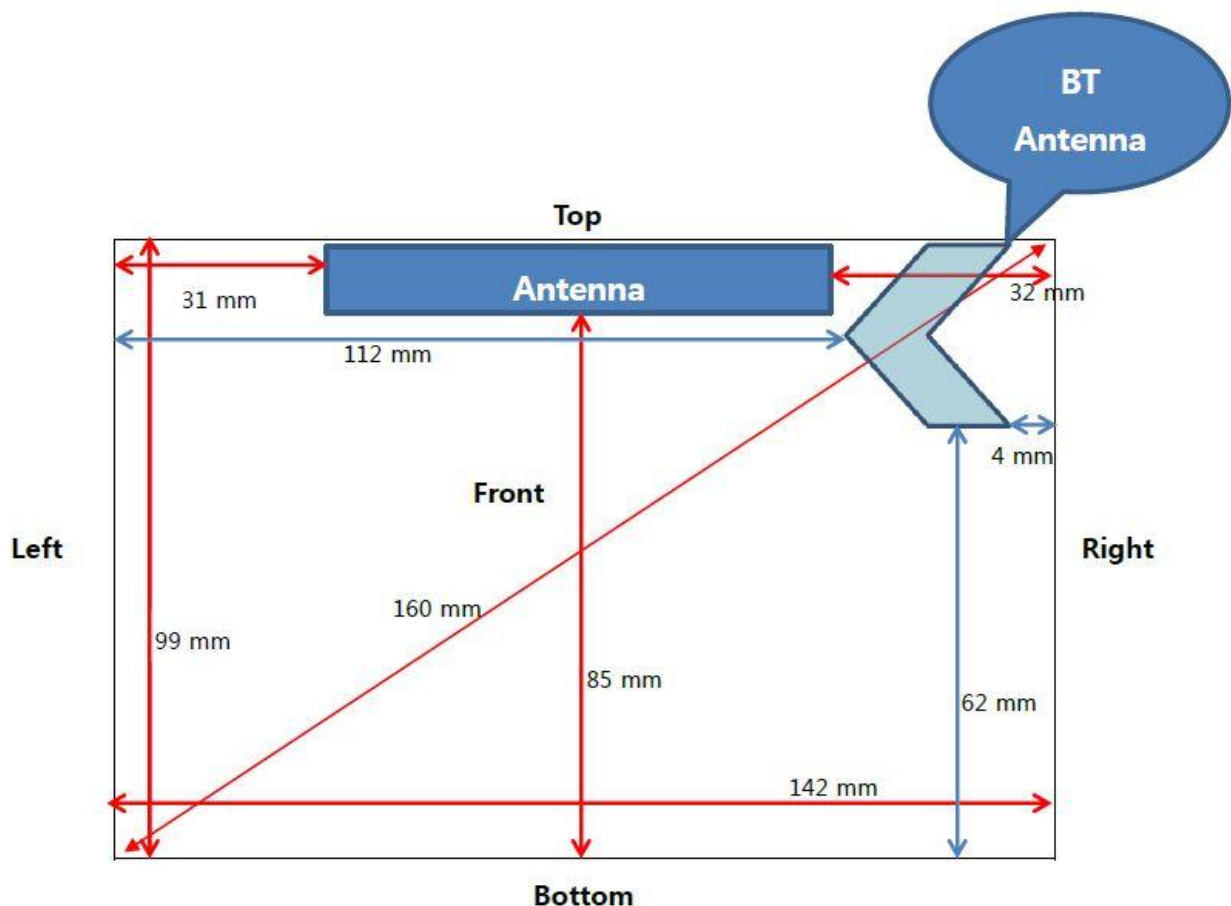 BT
Antenna
Top
Antenna
31 mm
32 mm
112 mm
4 mm
Front
Left
Right
160 mm
99 mm
85 mm
62 mm
142 mm
Bottom